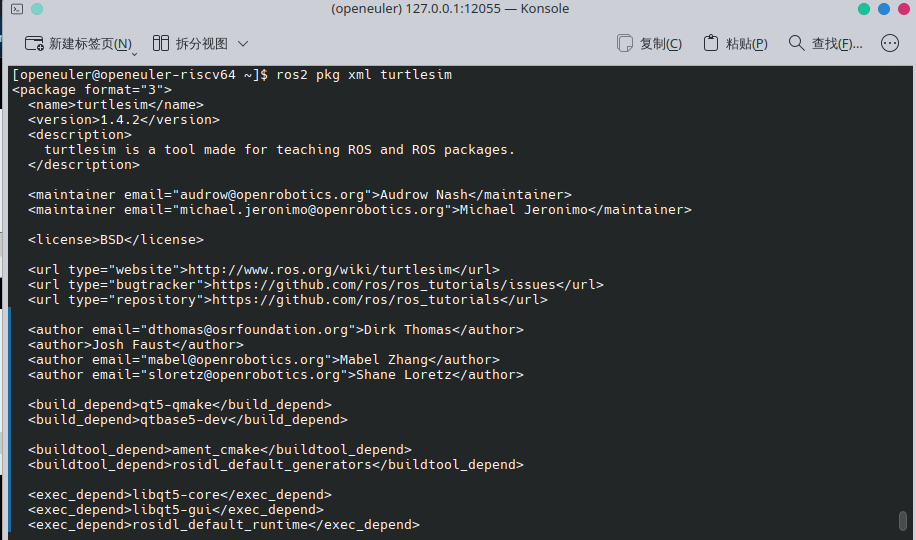 (openeuler) 127.0.0.1:12055 — Konsole
新建标签页(N) 拆分视图 复制(C) 粘贴(P) 查找(F)...
[openeuler@openeuler-riscv64 ~]$ ros2 pkg xml turtlesim
<package format="3">
  <name>turtlesim</name>
  <version>1.4.2</version>
  <description>
    turtlesim is a tool made for teaching ROS and ROS packages.
  </description>

  <maintainer email="audrow@openrobotics.org">Audrow Nash</maintainer>
  <maintainer email="michael.jeronimo@openrobotics.org">Michael Jeronimo</maintainer>

  <license>BSD</license>

  <url type="website">http://www.ros.org/wiki/turtlesim</url>
  <url type="bugtracker">https://github.com/ros/ros_tutorials/issues</url>
  <url type="repository">https://github.com/ros/ros_tutorials</url>

  <author email="dthomas@osrfoundation.org">Dirk Thomas</author>
  <author>Josh Faust</author>
  <author email="mabel@openrobotics.org">Mabel Zhang</author>
  <author email="sloretz@openrobotics.org">Shane Loretz</author>

  <build_depend>qt5-qmake</build_depend>
  <build_depend>qtbase5-dev</build_depend>

  <buildtool_depend>ament_cmake</buildtool_depend>
  <buildtool_depend>rosidl_default_generators</buildtool_depend>

  <exec_depend>libqt5-core</exec_depend>
  <exec_depend>libqt5-gui</exec_depend>
  <exec_depend>rosidl_default_runtime</exec_depend>